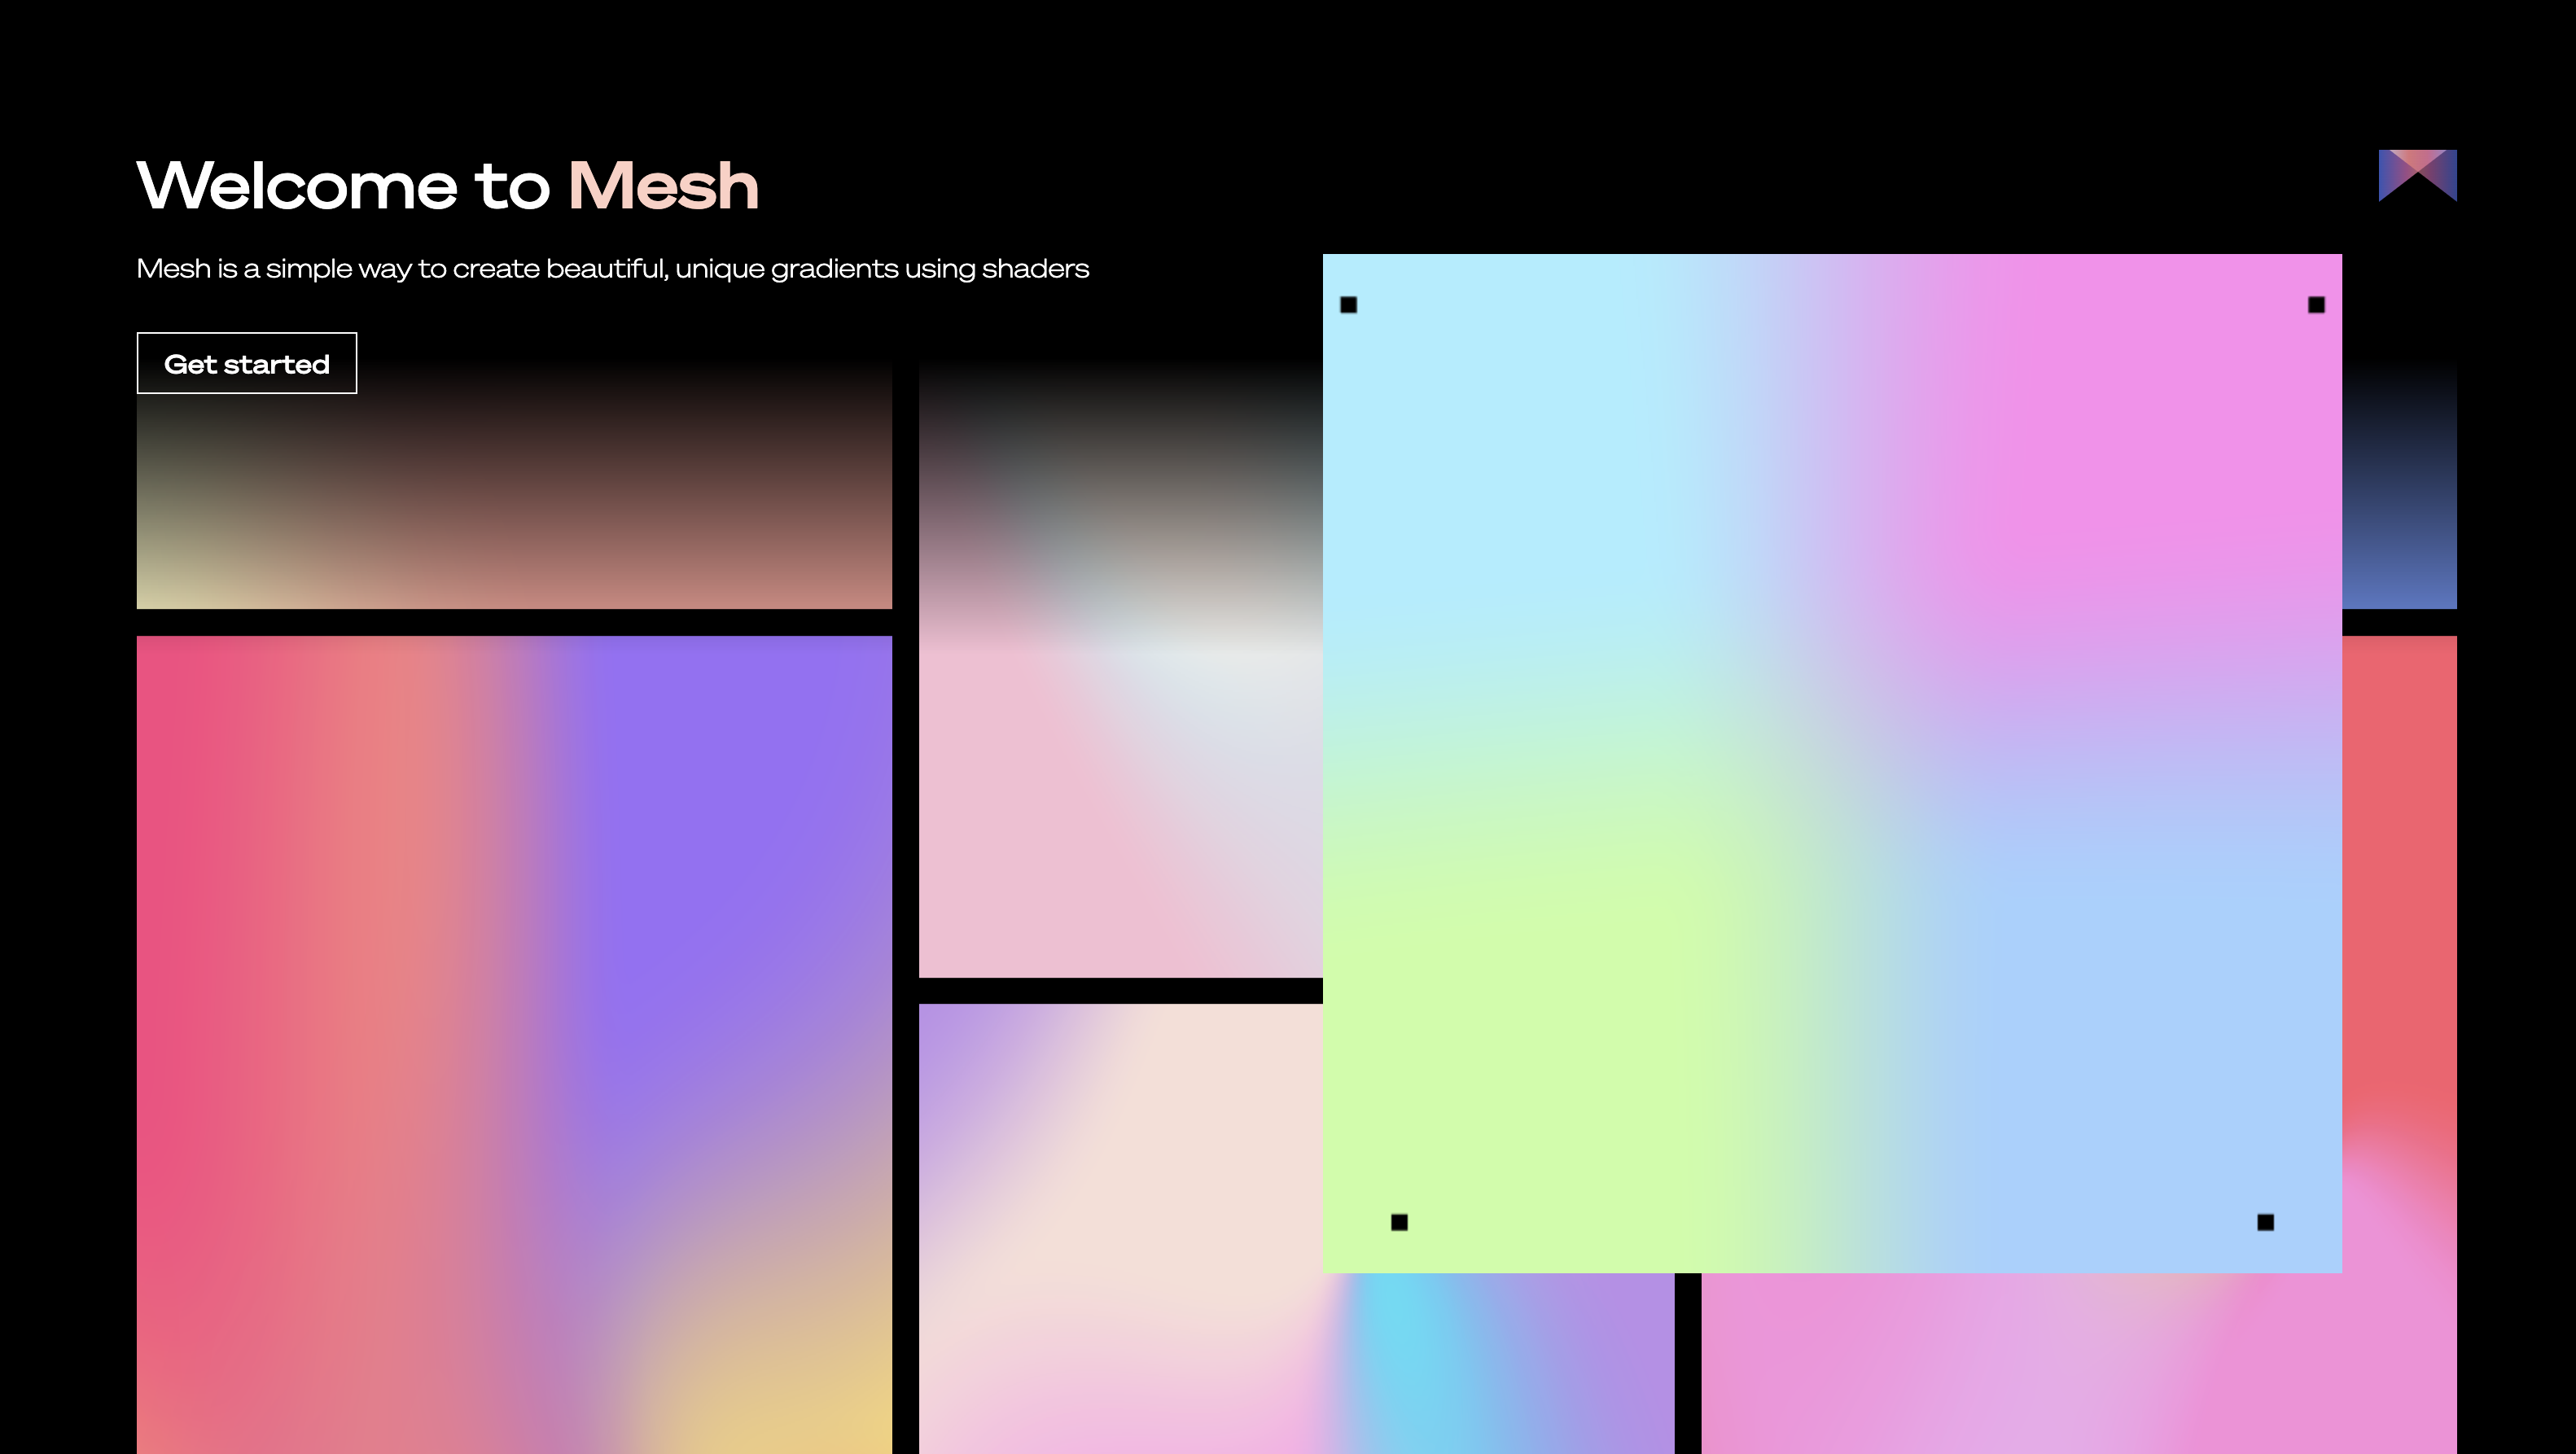 Welcome to Mesh
Mesh is a simple way to create beautiful, unique gradients using shaders
Get started